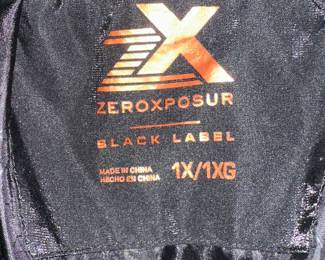 ZX
ZEROXPOSUR
BLACK LABEL
MADE IN CHINA
HECHO EN CHINA
1X/1XG